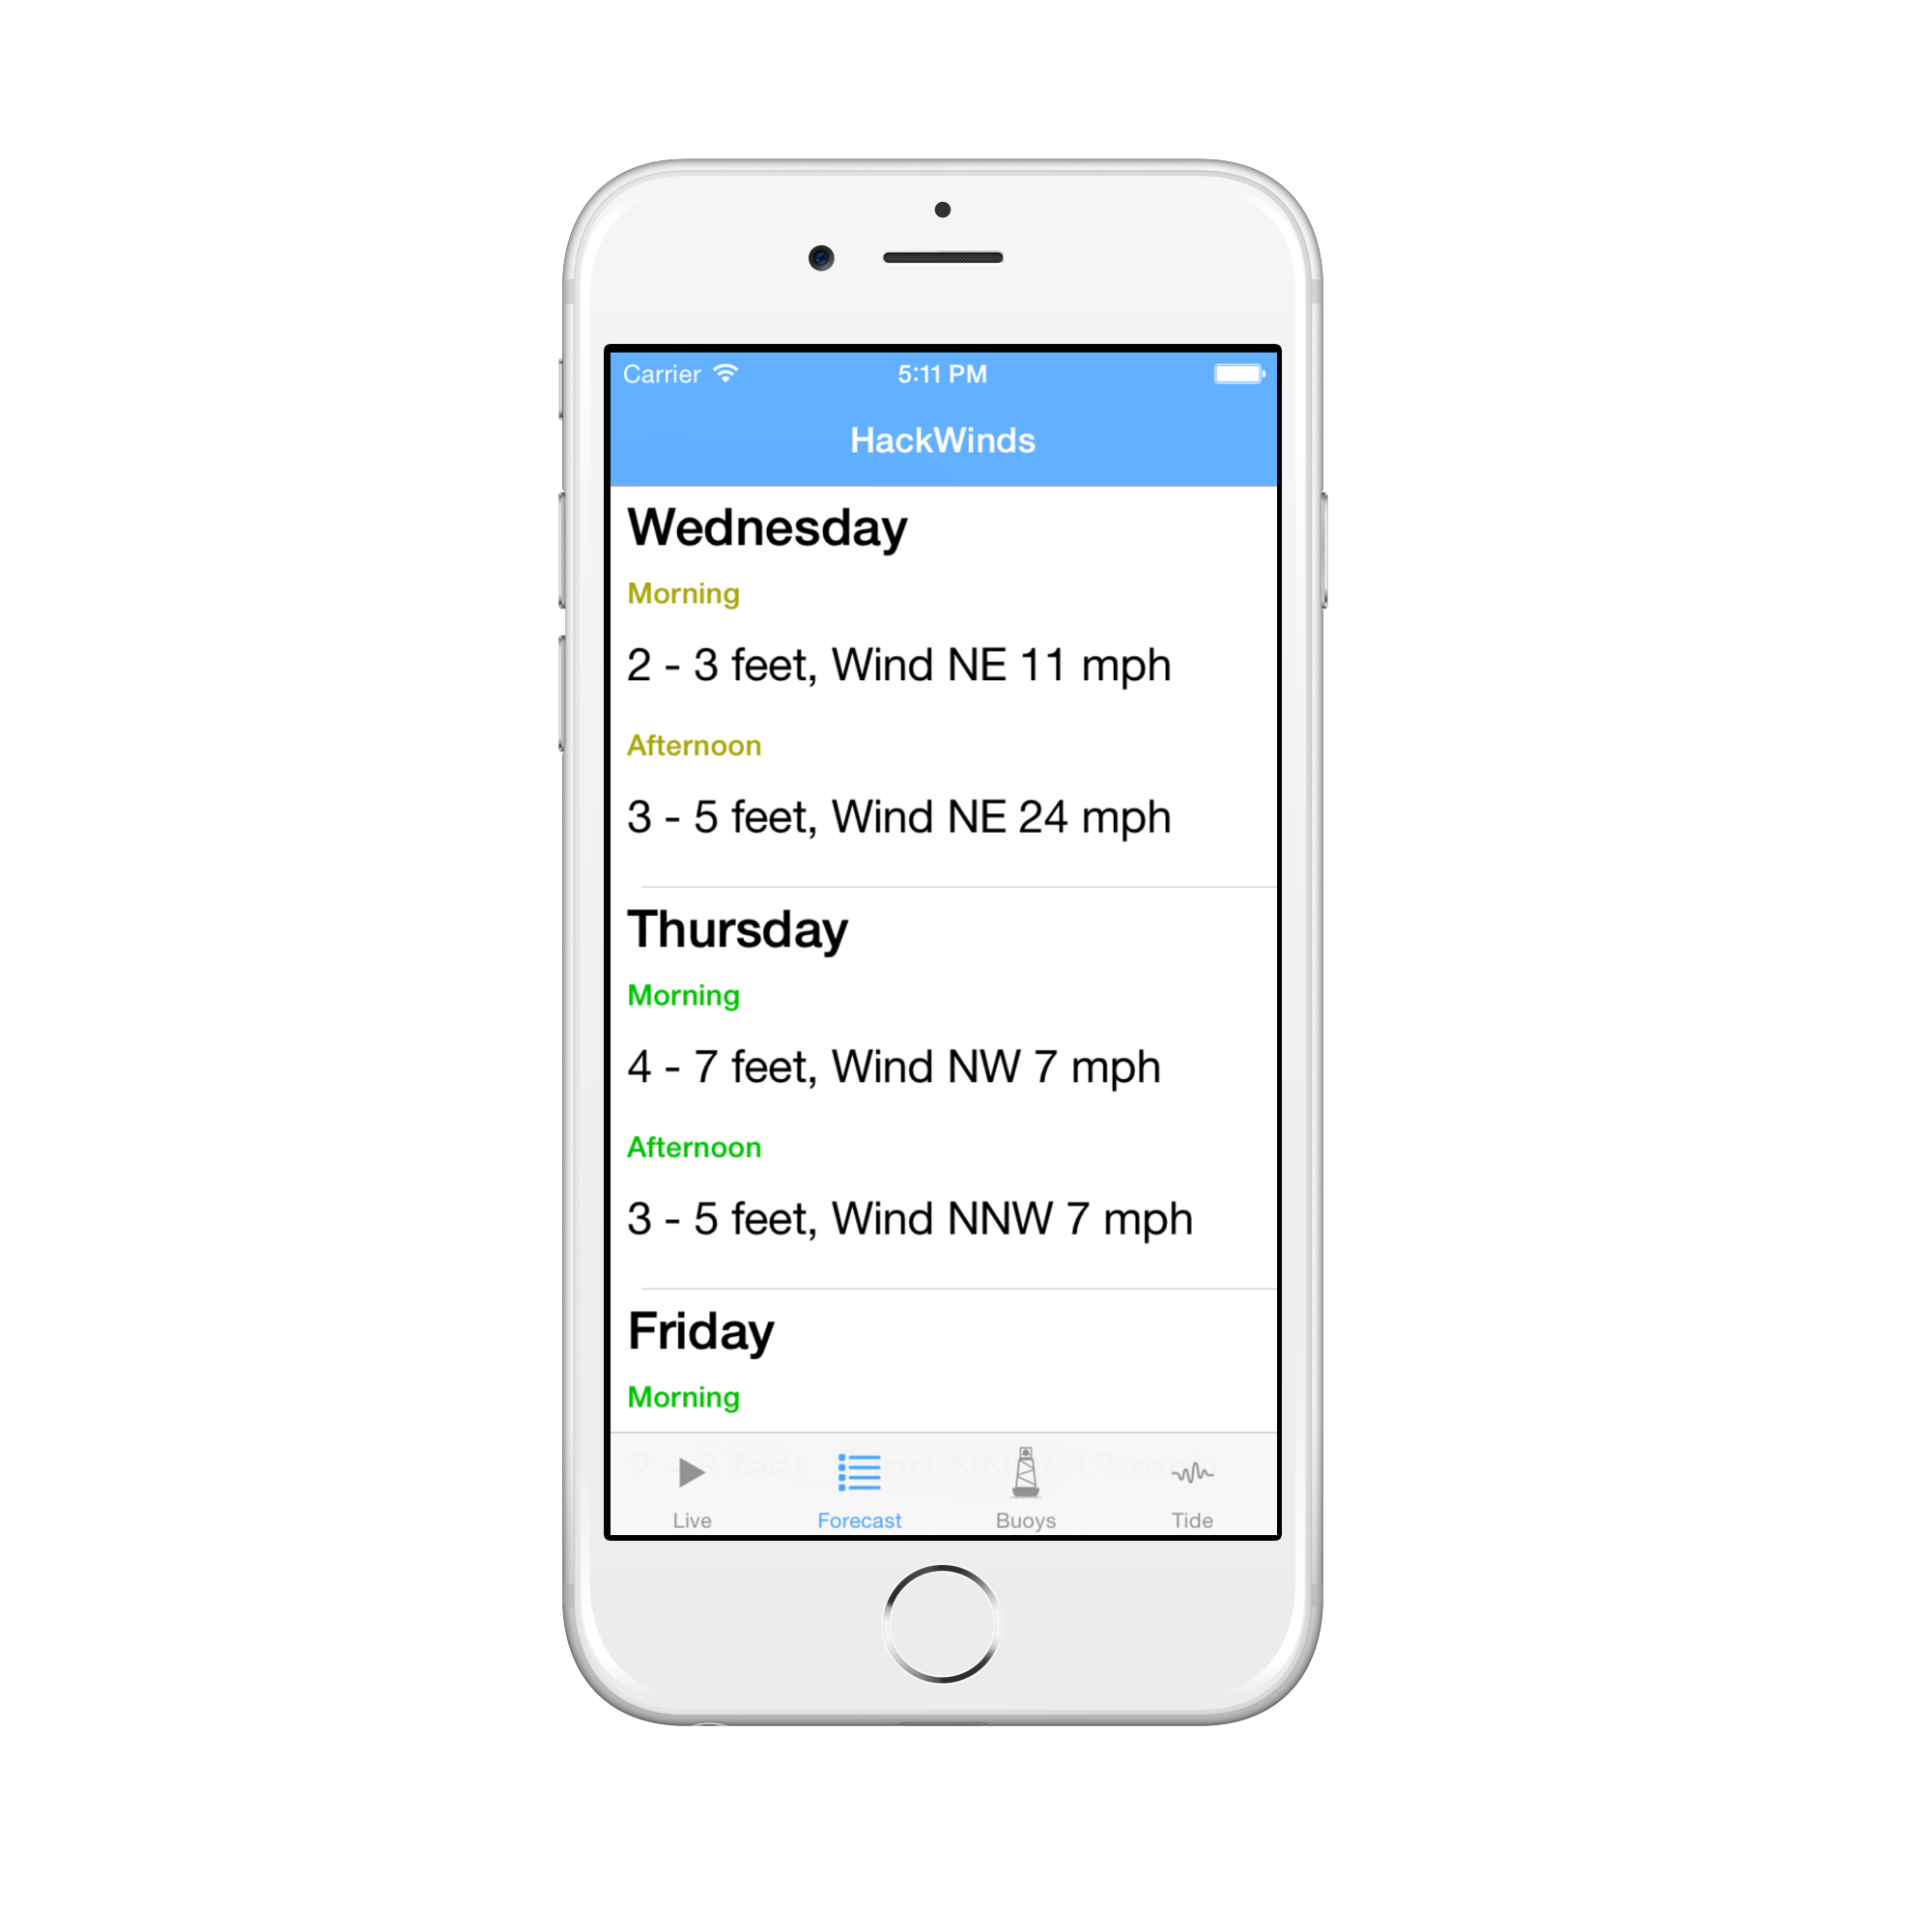 Carrier 5:11 PM
HackWinds
Wednesday
Morning
2 - 3 feet, Wind NE 11 mph
Afternoon
3 - 5 feet, Wind NE 24 mph
Thursday
Morning
4 - 7 feet, Wind NW 7 mph
Afternoon
3 - 5 feet, Wind NNW 7 mph
Friday
Morning
Live Forecast Buoys Tide